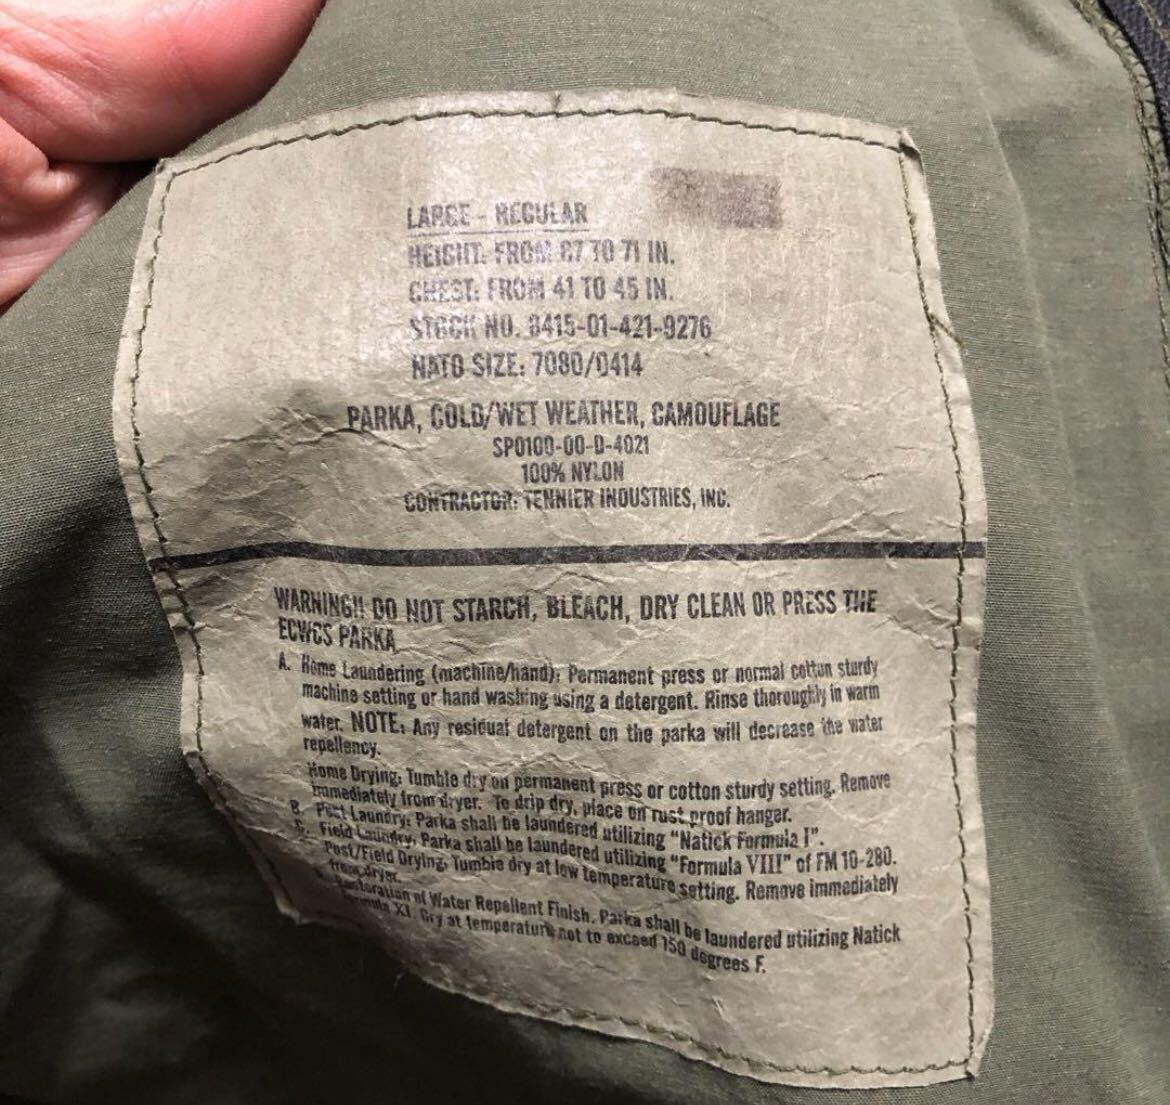 LARGE - REGULAR
HEIGHT: FROM 67 TO 71 IN.
CHEST: FROM 41 TO 45 IN.
STOCK NO. 8415-01-421-9276
NATO SIZE: 7080/0414
PARKA, COLD/WET WEATHER, CAMOUFLAGE
SP0100-00-D-4021
100% NYLON
CONTRACTOR: TENNIER INDUSTRIES, INC.
WARNING!! DO NOT STARCH, BLEACH, DRY CLEAN OR PRESS THE
ECWCS PARKA
A. Home Laundering (machine/hand): Permanent press or normal cotton sturdy
machine setting or hand washing using a detergent. Rinse thoroughly in warm
water. NOTE: Any residual detergent on the parka will decrease the water
repellency.
Home Drying: Tumble dry on permanent press or cotton sturdy setting. Remove
immediately from dryer. To drip dry, place on rust proof hanger.
B. Post Laundry: Parka shall be laundered utilizing "Natick Formula I".
C. Field Laundry: Parka shall be laundered utilizing "Formula VIII" of FM 10-280.
Post/Field Drying: Tumble dry at low temperature setting. Remove immediately
from dryer.
Restoration of Water Repellent Finish. Parka shall be laundered utilizing Natick
Formula XI. Dry at temperature not to exceed 150 degrees F.